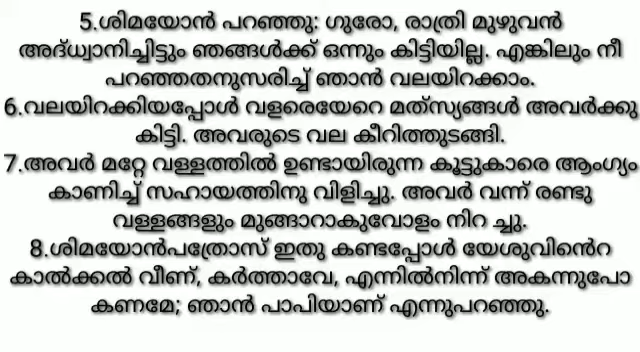 5.ശിമയോൻ പറഞ്ഞു: ഗുരോ, രാത്രി മുഴുവൻ
അദ്ധ്വാനിച്ചിട്ടും ഞങ്ങൾക്ക് ഒന്നും കിട്ടിയില്ല. എങ്കിലും നീ
പറഞ്ഞതനുസരിച്ച് ഞാൻ വലയിറക്കാം.
6.വലയിറക്കിയപ്പോൾ വളരെയേറെ മത്സ്യങ്ങൾ അവർക്കു
കിട്ടി. അവരുടെ വല കീറിത്തുടങ്ങി.
7.അവർ മറ്റേ വള്ളത്തിൽ ഉണ്ടായിരുന്ന കൂട്ടുകാരെ ആംഗ്യം
കാണിച്ച് സഹായത്തിനു വിളിച്ചു. അവർ വന്ന് രണ്ടു
വള്ളങ്ങളും മുങ്ങാറാകുവോളം നിറ ച്ചു.
8.ശിമയോൻപത്രോസ് ഇതു കണ്ടപ്പോൾ യേശുവിൻെറ
കാൽക്കൽ വീണ്, കർത്താവേ, എന്നിൽനിന്ന് അകന്നുപോ
കണമേ; ഞാൻ പാപിയാണ് എന്നുപറഞ്ഞു.